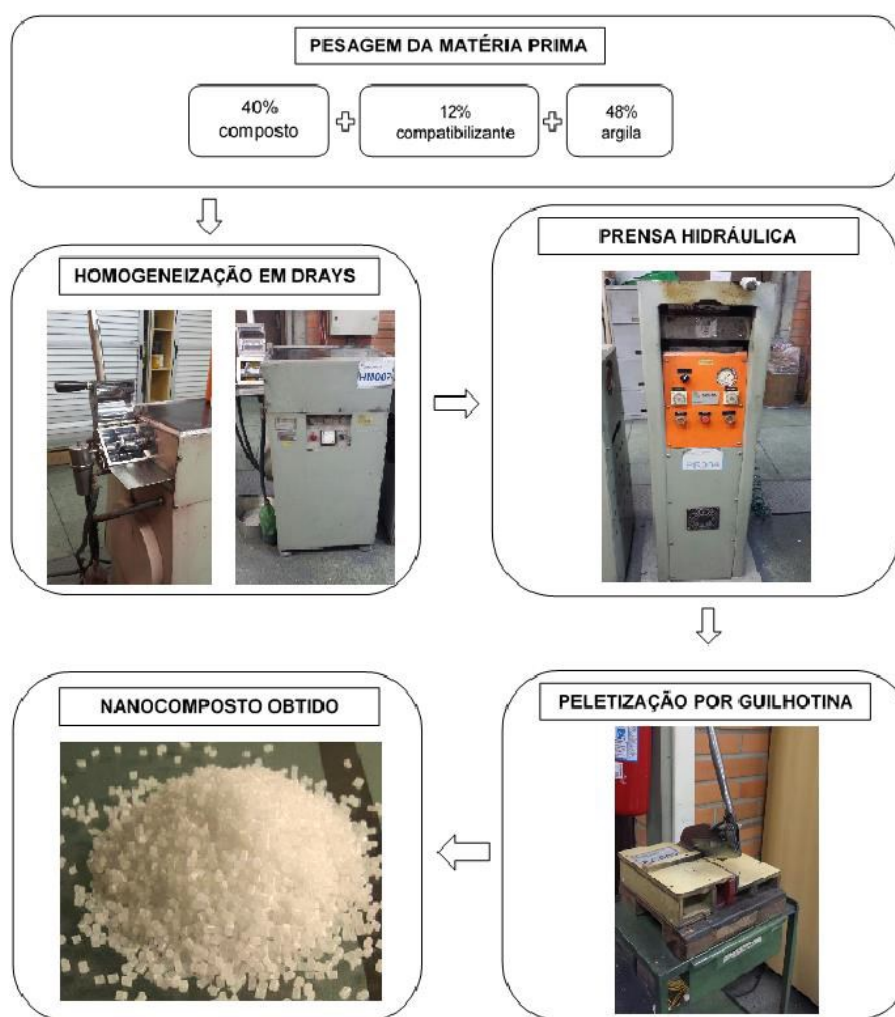 PESAGEM DA MATÉRIA PRIMA
40%
composto
12%
compatibilizante
48%
argila
HOMOGENEIZAÇÃO EM DRAYS
PRENSA HIDRÁULICA
NANOCOMPOSTO OBTIDO
PELETIZAÇÃO POR GUILHOTINA